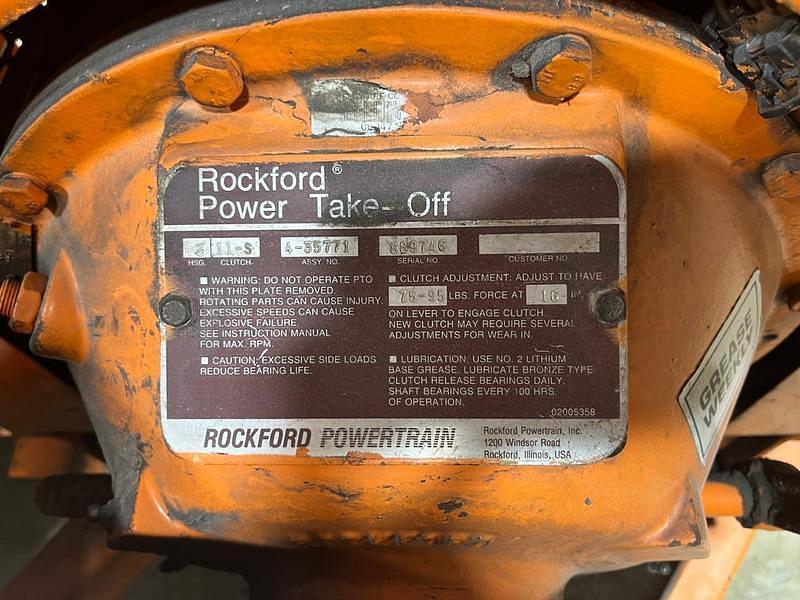 Rockford®
Power Take-Off
3 11-S 4-35771 889746
HSG. CLUTCH. ASSY. NO. SERIAL NO. CUSTOMER NO.
■ WARNING: DO NOT OPERATE PTO
WITH THIS PLATE REMOVED.
ROTATING PARTS CAN CAUSE INJURY.
EXCESSIVE SPEEDS CAN CAUSE
EXPLOSIVE FAILURE.
SEE INSTRUCTION MANUAL
FOR MAX. RPM.
■ CAUTION: EXCESSIVE SIDE LOADS
REDUCE BEARING LIFE.
■ CLUTCH ADJUSTMENT: ADJUST TO HAVE
75-95 LBS. FORCE AT 16- IN.
ON LEVER TO ENGAGE CLUTCH.
NEW CLUTCH MAY REQUIRE SEVERAL
ADJUSTMENTS FOR WEAR IN.
■ LUBRICATION: USE NO. 2 LITHIUM
BASE GREASE. LUBRICATE BRONZE TYPE
CLUTCH RELEASE BEARINGS DAILY.
SHAFT BEARINGS EVERY 100 HRS.
OF OPERATION.
02005358
ROCKFORD POWERTRAIN
Rockford Powertrain, Inc.
1200 Windsor Road
Rockford, Illinois, USA
GREASE
WEEKLY